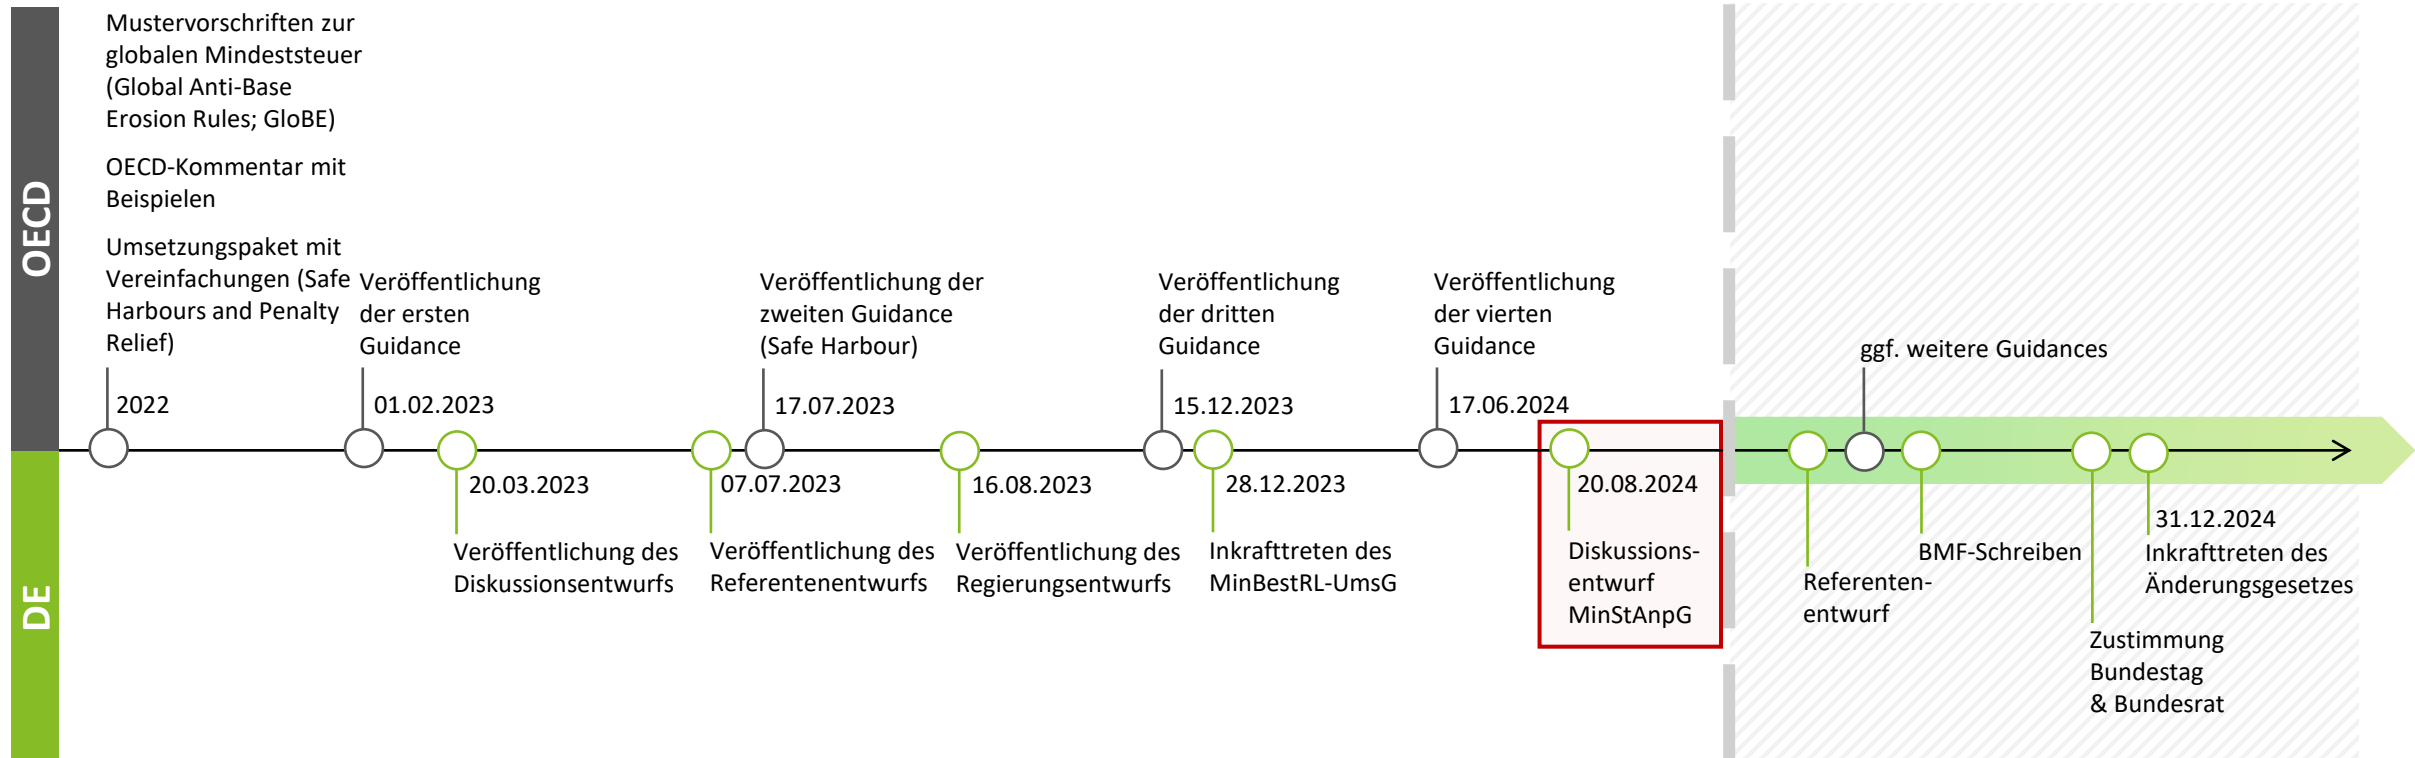 OECD
Mustervorschriften zur
globalen Mindeststeuer
(Global Anti-Base
Erosion Rules; GloBE)
OECD-Kommentar mit
Beispielen
Umsetzungspaket mit
Vereinfachungen (Safe
Harbours and Penalty
Relief)
2022
Veröffentlichung
der ersten
Guidance
01.02.2023
Veröffentlichung der
zweiten Guidance
(Safe Harbour)
17.07.2023
Veröffentlichung
der dritten
Guidance
15.12.2023
Veröffentlichung
der vierten
Guidance
17.06.2024
ggf. weitere Guidances
DE
20.03.2023
Veröffentlichung des
Diskussionsentwurfs
07.07.2023
Veröffentlichung des
Referentenentwurfs
16.08.2023
Veröffentlichung des
Regierungsentwurfs
28.12.2023
Inkrafttreten des
MinBestRL-UmsG
20.08.2024
Diskussions-
entwurf
MinStAnpG
Referenten-
entwurf
BMF-Schreiben
Zustimmung
Bundestag
& Bundesrat
31.12.2024
Inkrafttreten des
Änderungsgesetzes